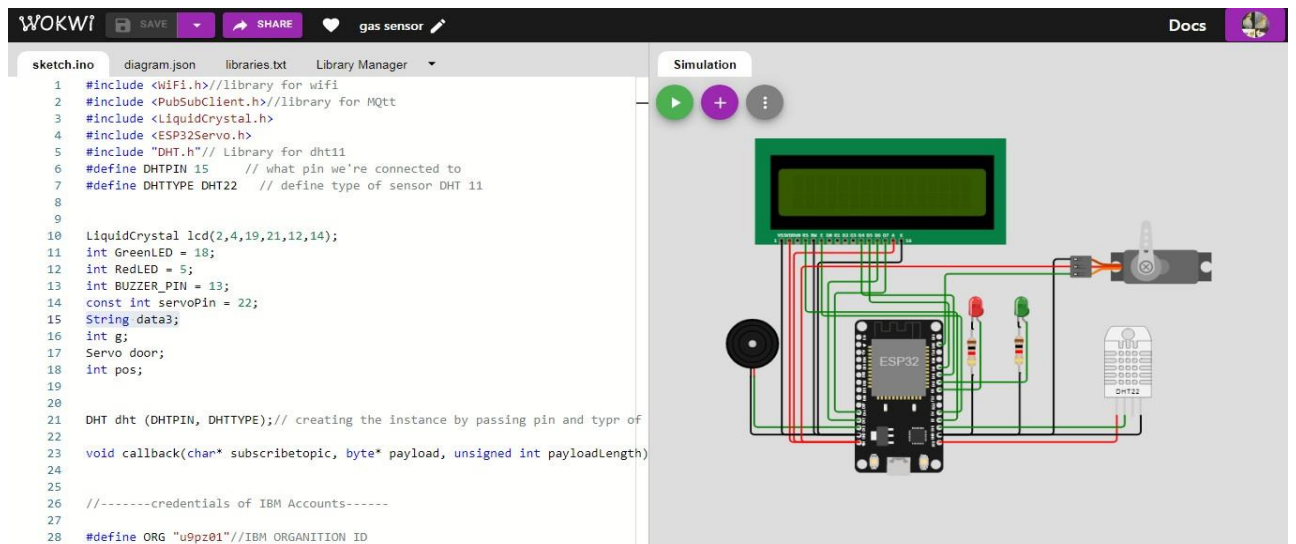 WOKWI SAVE SHARE gas sensor Docs
sketch.ino diagram.json libraries.txt Library Manager Simulation
1 #include <WiFi.h>//library for wifi
2 #include <PubSubClient.h>//library for MQtt
3 #include <LiquidCrystal.h>
4 #include <ESP32Servo.h>
5 #include "DHT.h"// Library for dht11
6 #define DHTPIN 15 // what pin we're connected to
7 #define DHTTYPE DHT22 // define type of sensor DHT 11
8
9
10 LiquidCrystal lcd(2,4,19,21,12,14);
11 int GreenLED = 18;
12 int RedLED = 5;
13 int BUZZER_PIN = 13;
14 const int servoPin = 22;
15 String data3;
16 int g;
17 Servo door;
18 int pos;
19
20
21 DHT dht (DHTPIN, DHTTYPE);// creating the instance by passing pin and typr of
22
23 void callback(char* subscribetopic, byte* payload, unsigned int payloadLength)
24
25
26 //-------credentials of IBM Accounts------
27
28 #define ORG "u9pz01"//IBM ORGANITION ID
ESP32
DHT22